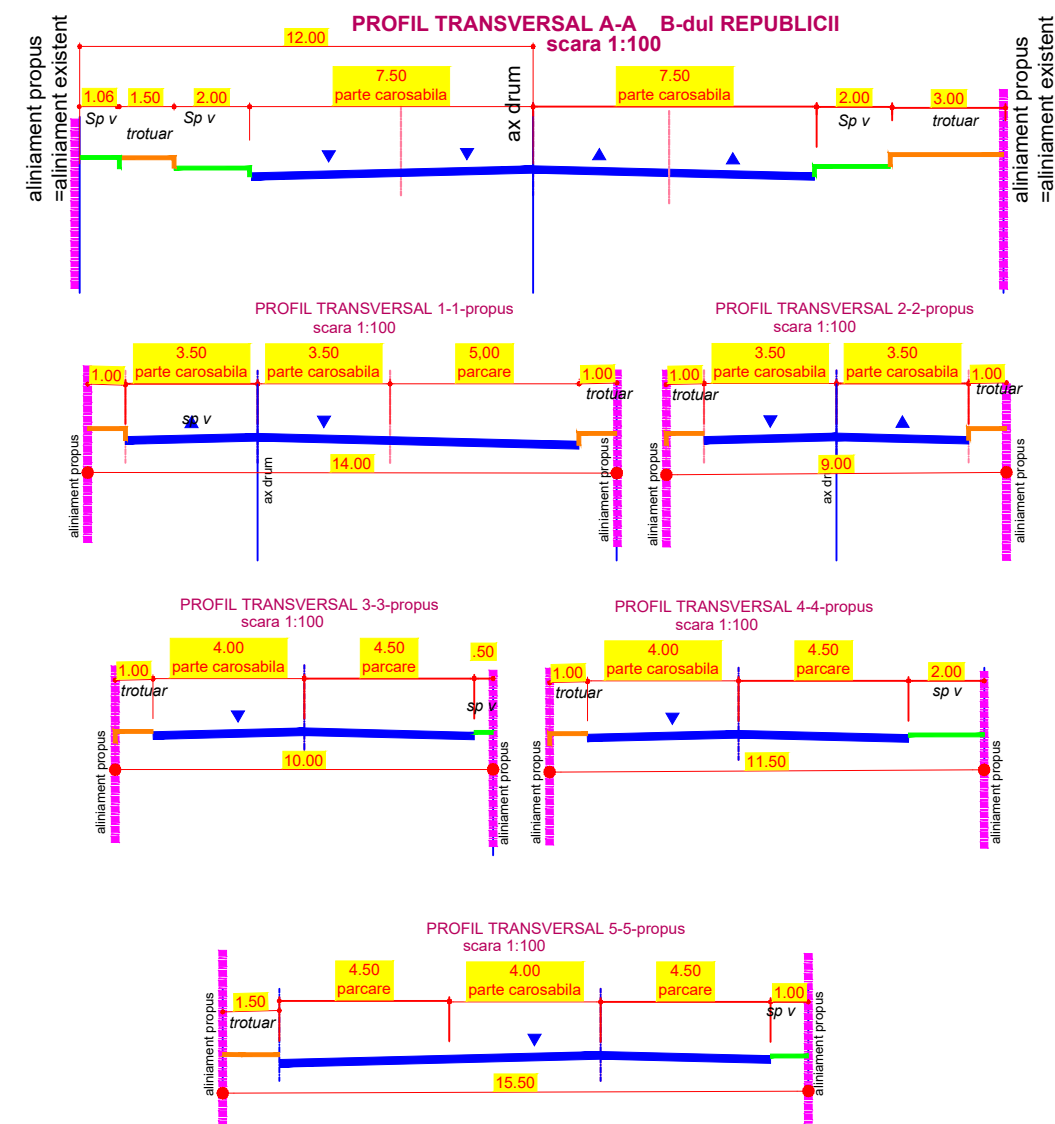 PROFIL TRANSVERSAL A-A B-dul REPUBLICII
scara 1:100
aliniament propus
=aliniament existent
12.00
1.06
Sp v
1.50
trotuar
2.00
Sp v
7.50
parte carosabila
ax drum
7.50
parte carosabila
2.00
Sp v
3.00
trotuar
aliniament propus
=aliniament existent
PROFIL TRANSVERSAL 1-1-propus
scara 1:100
1.00
3.50
parte carosabila
3.50
parte carosabila
5,00
parcare
1.00
trotuar
sp v
14.00
ax drum
aliniament propus
aliniament propus
PROFIL TRANSVERSAL 2-2-propus
scara 1:100
1.00
trotuar
3.50
parte carosabila
3.50
parte carosabila
1.00
trotuar
9.00
ax drum
aliniament propus
aliniament propus
PROFIL TRANSVERSAL 3-3-propus
scara 1:100
1.00
trotuar
4.00
parte carosabila
4.50
parcare
.50
sp v
10.00
aliniament propus
aliniament propus
PROFIL TRANSVERSAL 4-4-propus
scara 1:100
1.00
trotuar
4.00
parte carosabila
4.50
parcare
2.00
sp v
11.50
aliniament propus
aliniament propus
PROFIL TRANSVERSAL 5-5-propus
scara 1:100
1.50
trotuar
4.50
parcare
4.00
parte carosabila
4.50
parcare
1.00
sp v
15.50
aliniament propus
aliniament propus